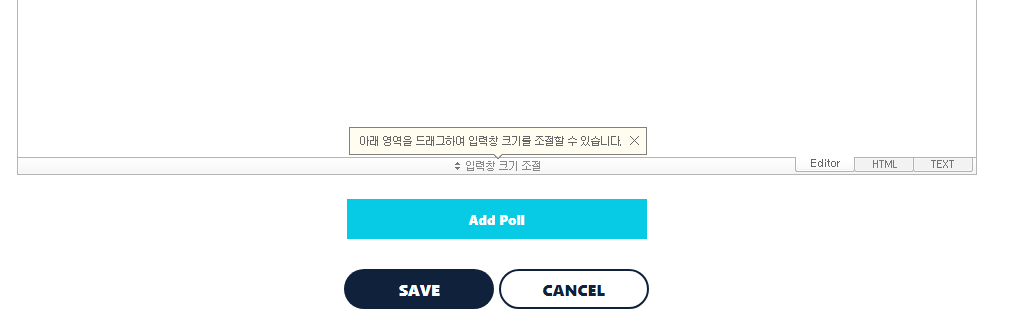 아래 영역을 드래그하여 입력창 크기를 조절할 수 있습니다.
입력창 크기 조절
Editor HTML TEXT
Add Poll
SAVE CANCEL